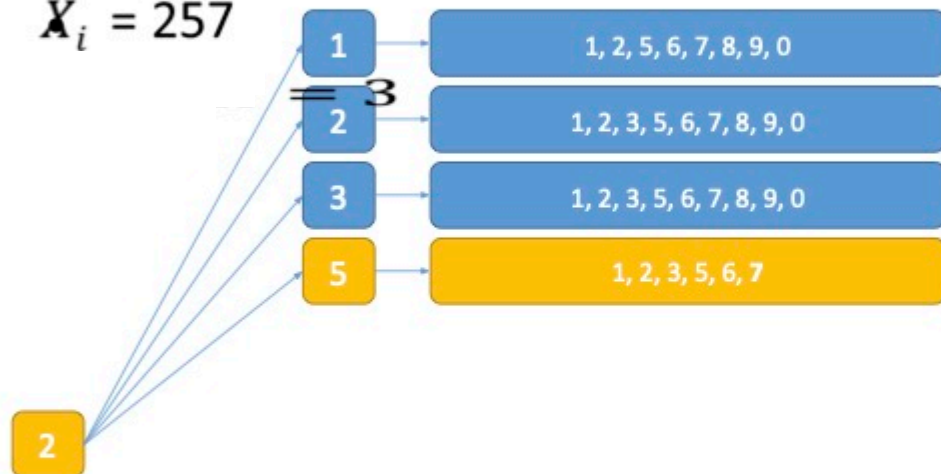 X_i = 257
1
1, 2, 5, 6, 7, 8, 9, 0
= 3
2
1, 2, 3, 5, 6, 7, 8, 9, 0
3
1, 2, 3, 5, 6, 7, 8, 9, 0
5
1, 2, 3, 5, 6, 7
2